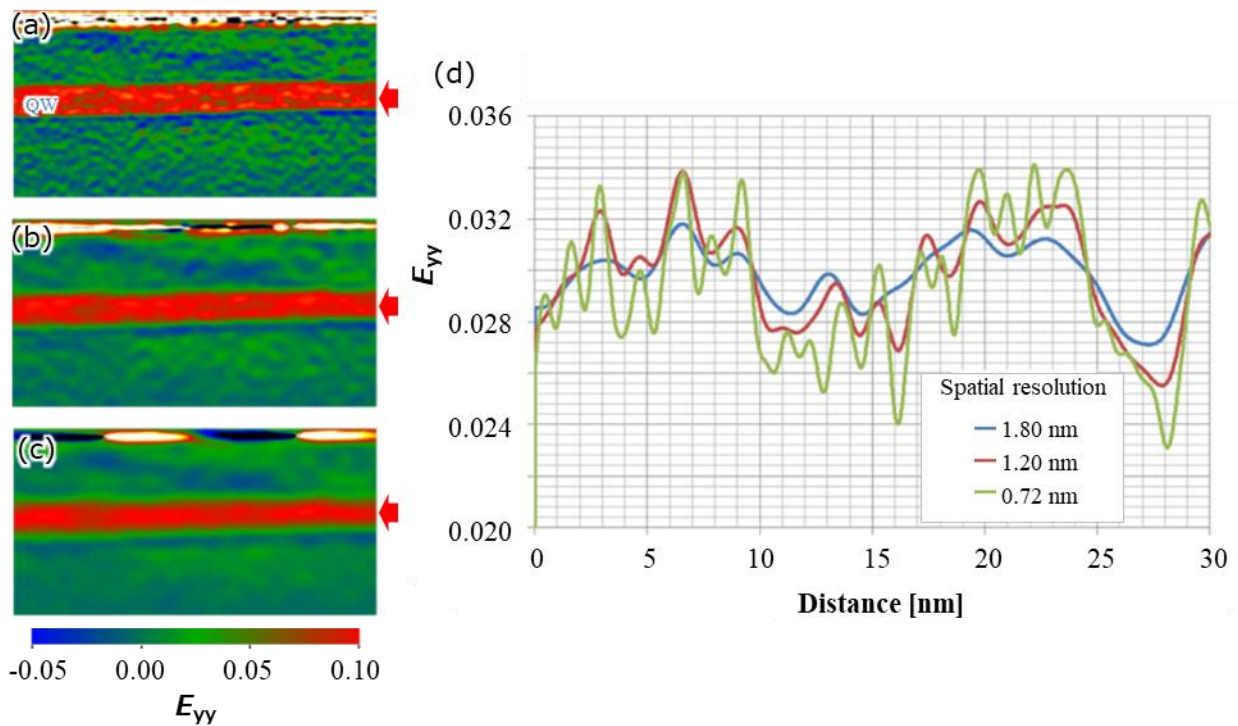 (a)
QW
(b)
(c)
-0.05 0.00 0.05 0.10
Eyy
(d)
0.036
0.032
0.028
0.024
0.020
Eyy
0 5 10 15 20 25 30
Distance [nm]
Spatial resolution
1.80 nm
1.20 nm
0.72 nm